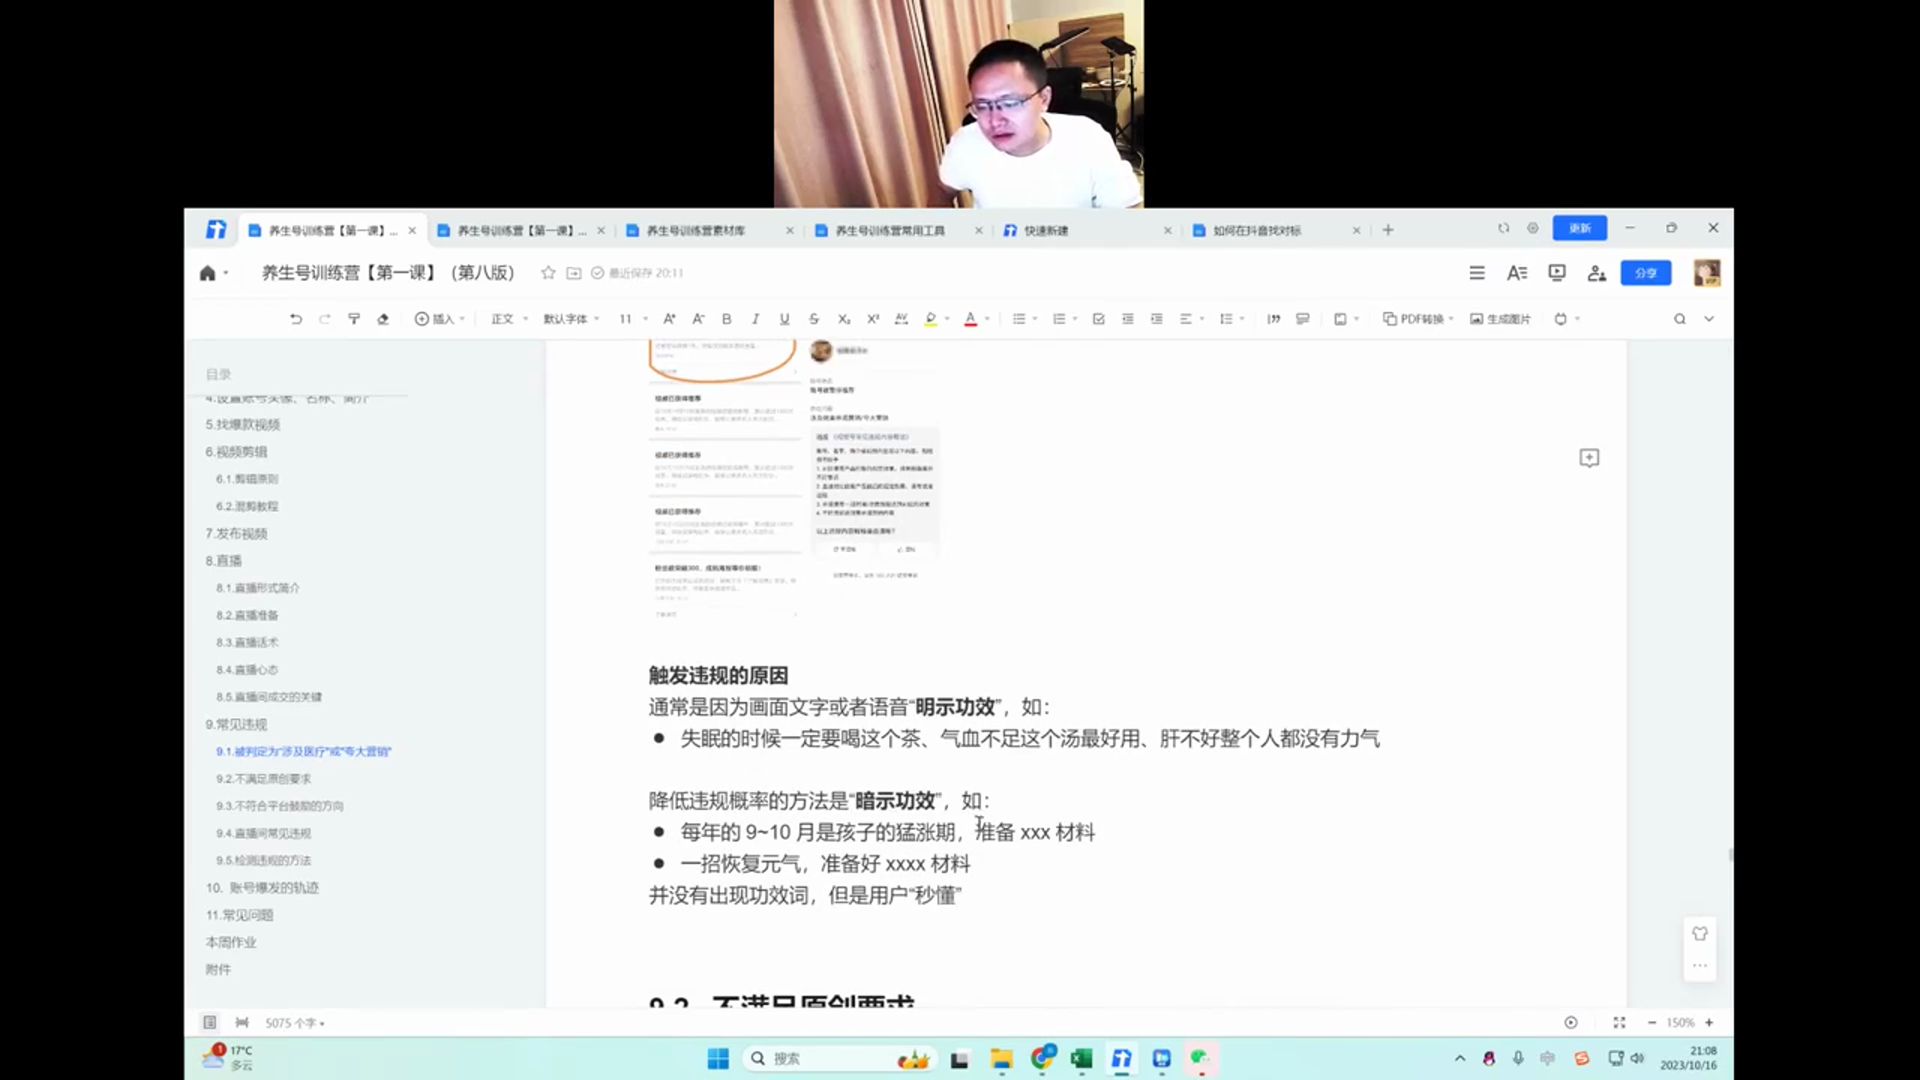 养生号训练营【第一课】...
养生号训练营【第一课】...
养生号训练营素材库
养生号训练营常用工具
快速新建
如何在抖音找对标
更新
养生号训练营【第一课】（第八版）
最近保存 20:11
分享
插入
正文
默认字体
11
PDF转换
生成图片
目录
4.设置账号头像、名称、简介
5.找爆款视频
6.视频剪辑
6.1.剪辑原则
6.2.混剪教程
7.发布视频
8.直播
8.1.直播形式简介
8.2.直播准备
8.3.直播话术
8.4.直播心态
8.5.直播间成交的关键
9.常见违规
9.1.被判定为“涉及医疗”或“夸大营销”
9.2.不满足原创要求
9.3.不符合平台鼓励的方向
9.4.直播间常见违规
9.5.检测违规的方法
10. 账号爆发的轨迹
11.常见问题
本周作业
附件
触发违规的原因
通常是因为画面文字或者语音“明示功效”，如：
● 失眠的时候一定要喝这个茶、气血不足这个汤最好用、肝不好整个人都没有力气
降低违规概率的方法是“暗示功效”，如：
● 每年的 9~10 月是孩子的猛涨期，准备 xxx 材料
● 一招恢复元气，准备好 xxxx 材料
并没有出现功效词，但是用户“秒懂”
9.2. 不满足原创要求
5075 个字
150%
17°C
多云
搜索
21:08
2023/10/16